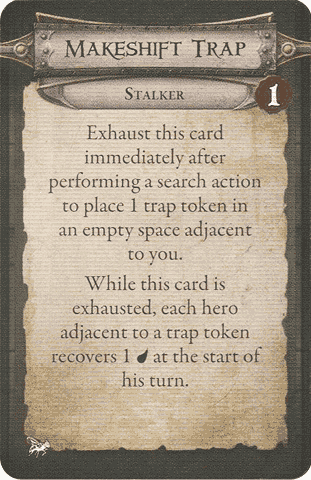 Makeshift Trap
Stalker
1
Exhaust this card
immediately after
performing a search action
to place 1 trap token in
an empty space adjacent
to you.
While this card is
exhausted, each hero
adjacent to a trap token
recovers 1 at the start of
his turn.